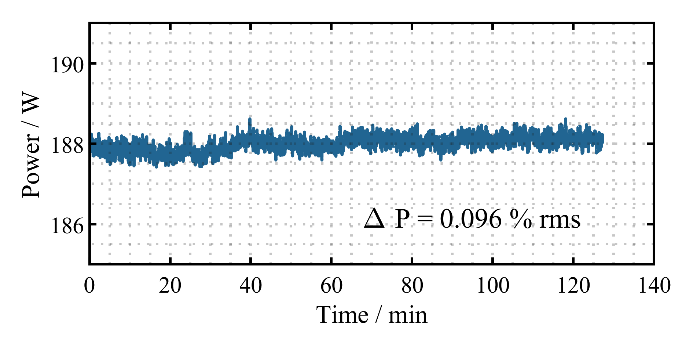 190
188
186
Power / W
Δ P = 0.096 % rms
0 20 40 60 80 100 120 140
Time / min